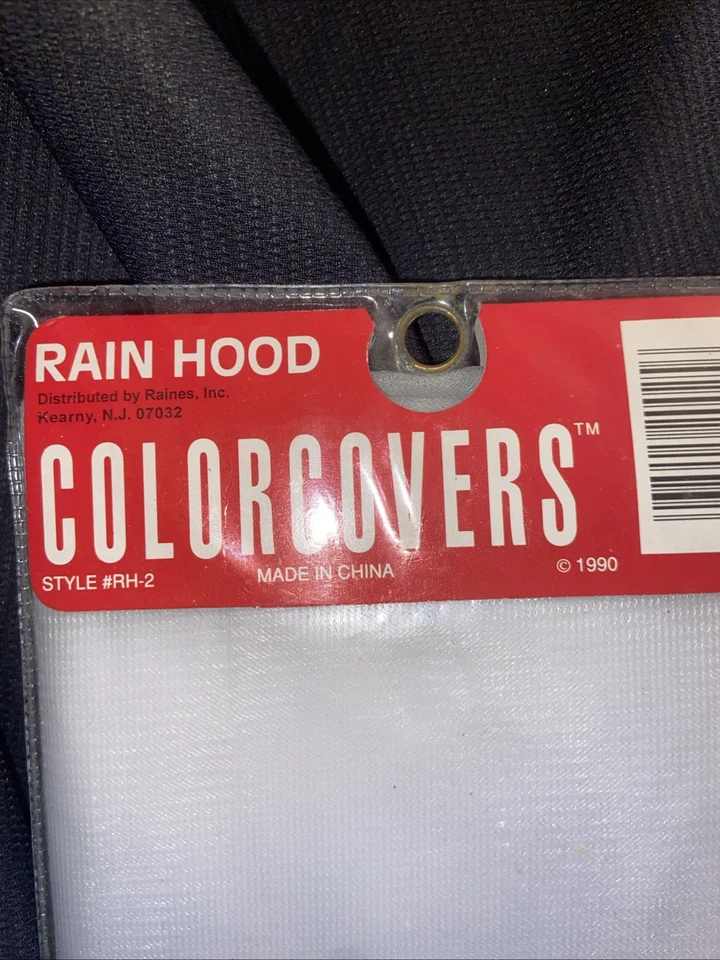 RAIN HOOD
Distributed by Raines, Inc.
Kearny, N.J. 07032
COLORCOVERS™
STYLE #RH-2
MADE IN CHINA
© 1990